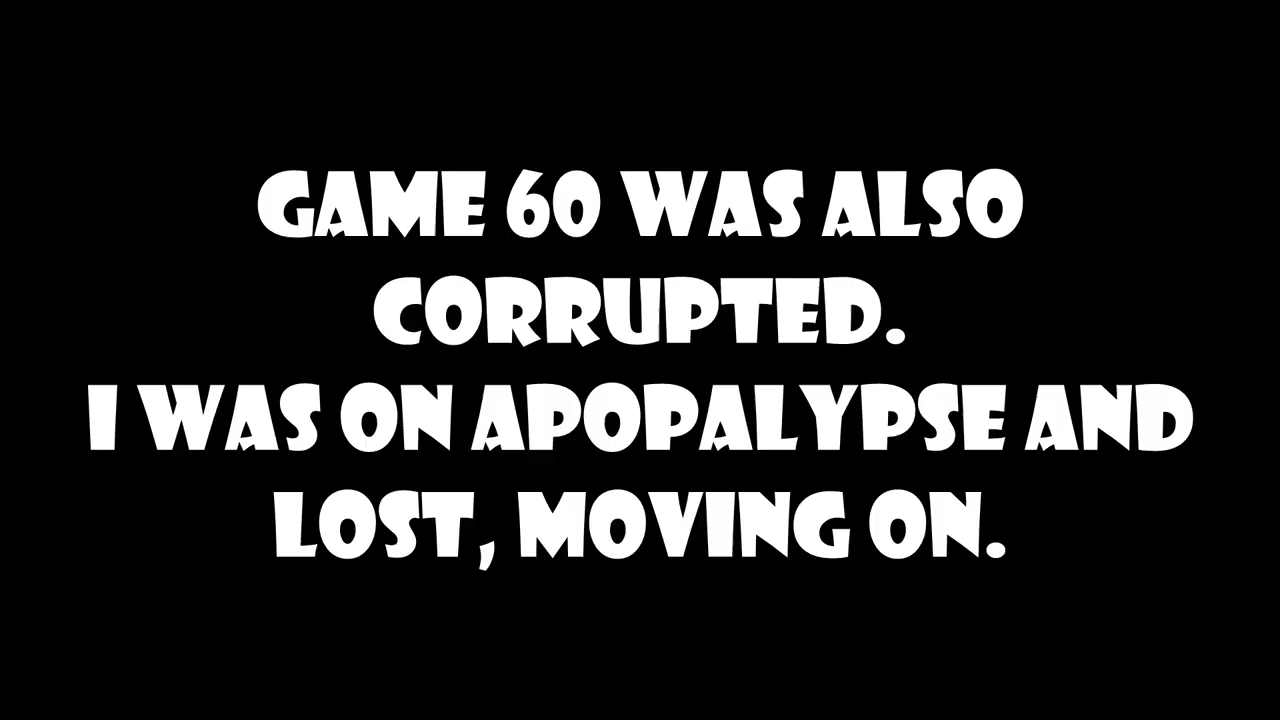 GAME 60 WAS ALSO
CORRUPTED.
I WAS ON APOPALYPSE AND
LOST, MOVING ON.